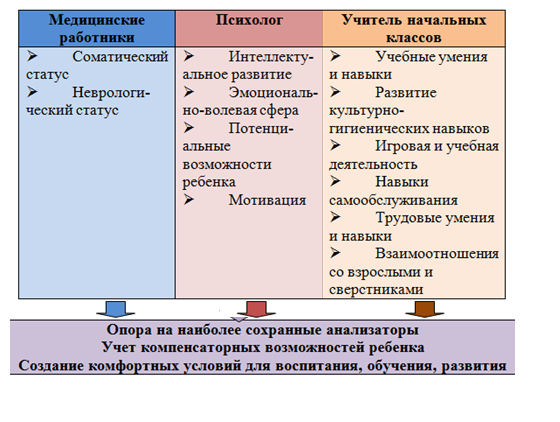 Медицинские
работники
➢ Соматический
статус
➢ Неврологи-
ческий статус
Психолог
➢ Интеллекту-
альное развитие
➢ Эмоциональ-
но-волевая сфера
➢ Потенци-
альные
возможности
ребенка
➢ Мотивация
Учитель начальных
классов
➢ Учебные умения
и навыки
➢ Развитие
культурно-
гигиенических навыков
➢ Игровая и учебная
деятельность
➢ Навыки
самообслуживания
➢ Трудовые умения
и навыки
➢ Взаимоотношения
со взрослыми и
сверстниками
Опора на наиболее сохранные анализаторы
Учет компенсаторных возможностей ребенка
Создание комфортных условий для воспитания, обучения, развития